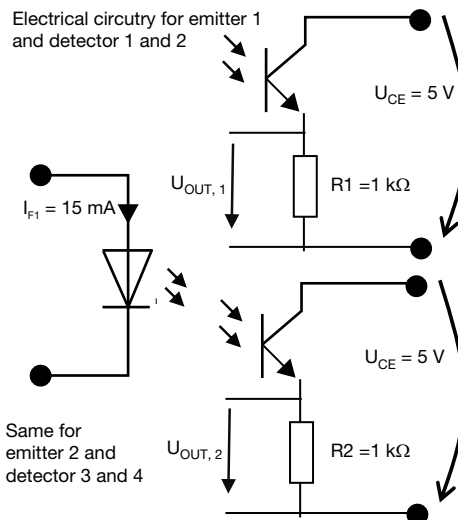 Electrical circutry for emitter 1
and detector 1 and 2
U_CE = 5 V
U_OUT, 1
R1 =1 kΩ
I_F1 = 15 mA
U_CE = 5 V
Same for
emitter 2 and
detector 3 and 4
U_OUT, 2
R2 =1 kΩ